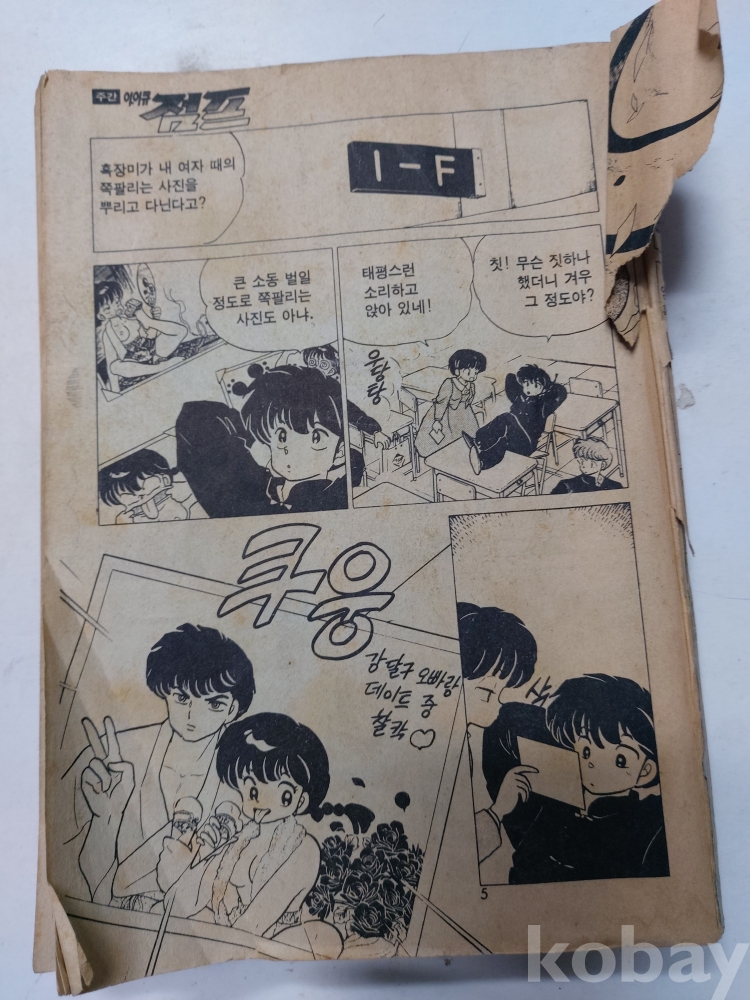 주간 아이큐 점프
흑장미가 내 여자 때의
쪽팔리는 사진을
뿌리고 다닌다고?
1-F
큰 소동 벌일
정도로 쪽팔리는
사진도 아냐.
태평스런
소리하고
앉아 있네!
칫! 무슨 짓하나
했더니 겨우
그 정도야?
우당탕
쿠웅
강달구 오빠랑
데이트 중
찰칵♡
5
kobay